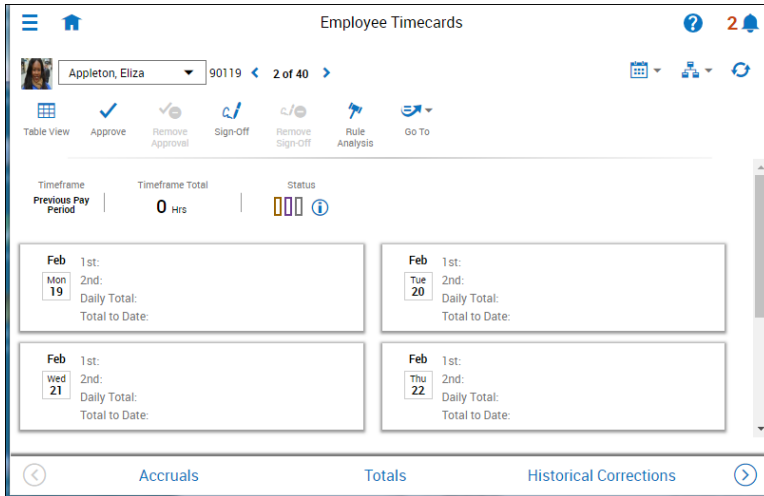 Employee Timecards
2
Appleton, Eliza 90119 2 of 40
Table View Approve Remove Approval Sign-Off Remove Sign-Off Rule Analysis Go To
Timeframe Timeframe Total Status
Previous Pay Period 0 Hrs
Feb 1st:
Mon 19 2nd:
Daily Total:
Total to Date:
Feb 1st:
Tue 20 2nd:
Daily Total:
Total to Date:
Feb 1st:
Wed 21 2nd:
Daily Total:
Total to Date:
Feb 1st:
Thu 22 2nd:
Daily Total:
Total to Date:
Accruals Totals Historical Corrections